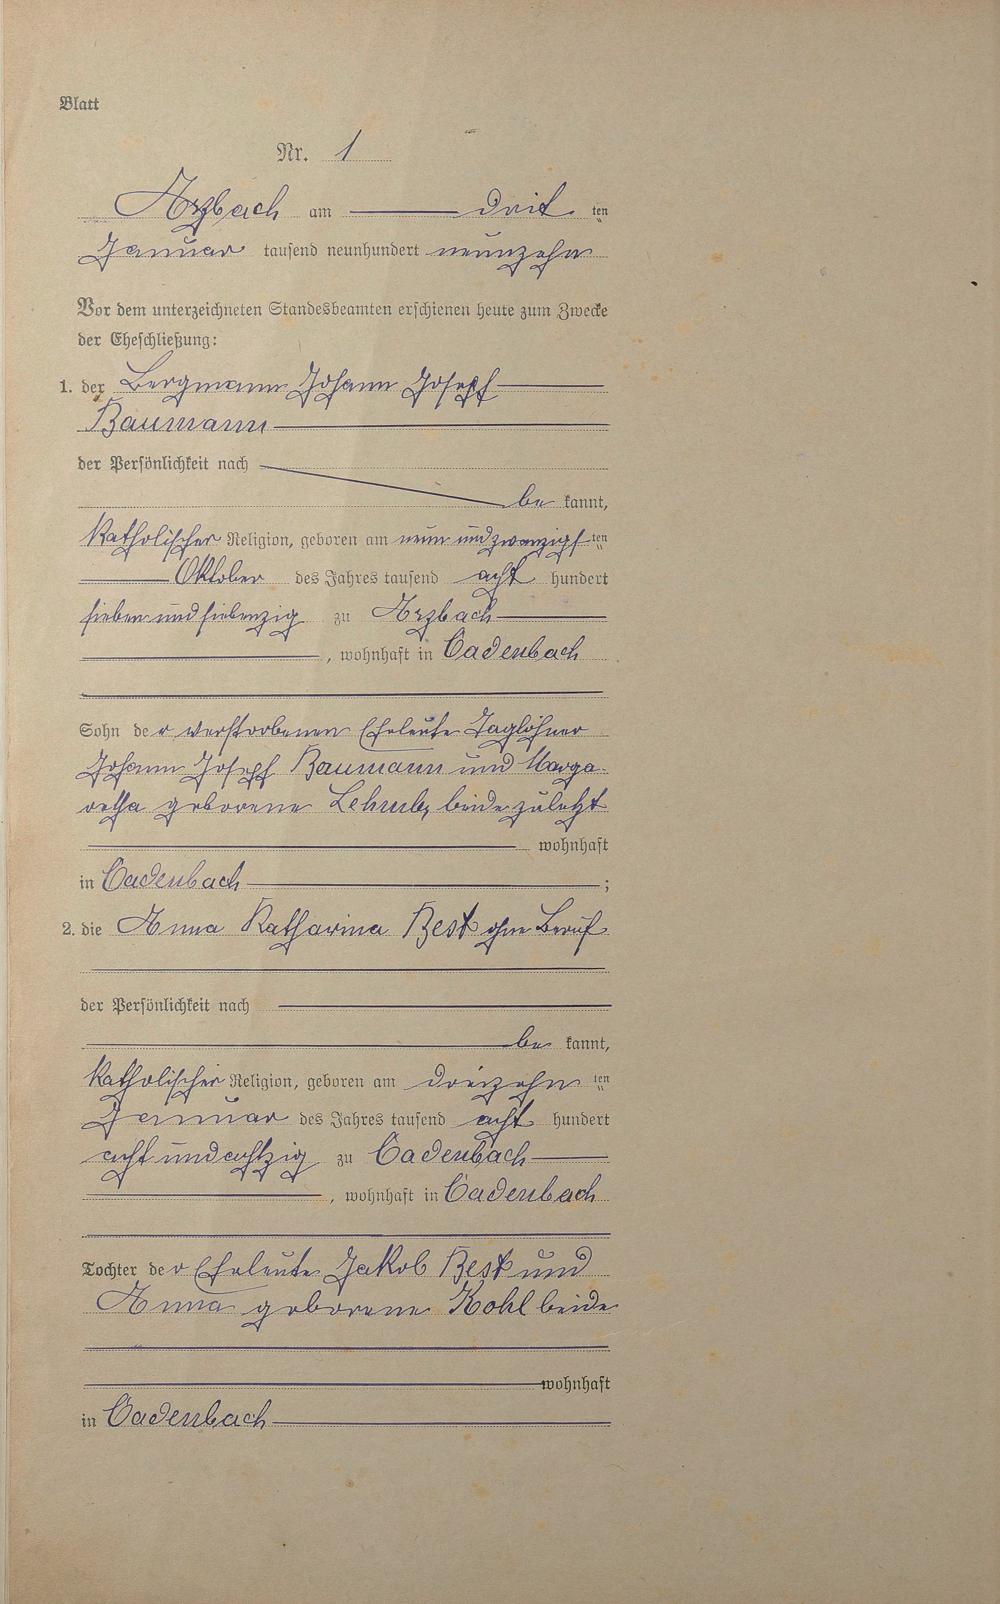 Blatt
Nr. 1
Arzbach am dritten
Januar tausend neunhundert neunzehn
Vor dem unterzeichneten Standesbeamten erschienen heute zum Zwecke
der Eheschließung:
1. der Bergmann Johann Joseph
Baumann
der Persönlichkeit nach
bekannt,
katholischer Religion, geboren am neun und zwanzigsten
Oktober des Jahres tausend acht hundert
sieben und siebenzig zu Arzbach
, wohnhaft in Cadenbach
Sohn der verstorbenen Eheleute Taglöhner
Johann Joseph Baumann und Marga-
retha geborene beide zuletzt
wohnhaft
in Cadenbach ;
2. die Anna Katharina Best ohne Beruf
der Persönlichkeit nach
bekannt,
katholischer Religion, geboren am dreizehnten
Januar des Jahres tausend acht hundert
acht und achtzig zu Cadenbach
, wohnhaft in Cadenbach
Tochter der Eheleute Jakob Best und
Anna geborene Kohl beide
wohnhaft
in Cadenbach